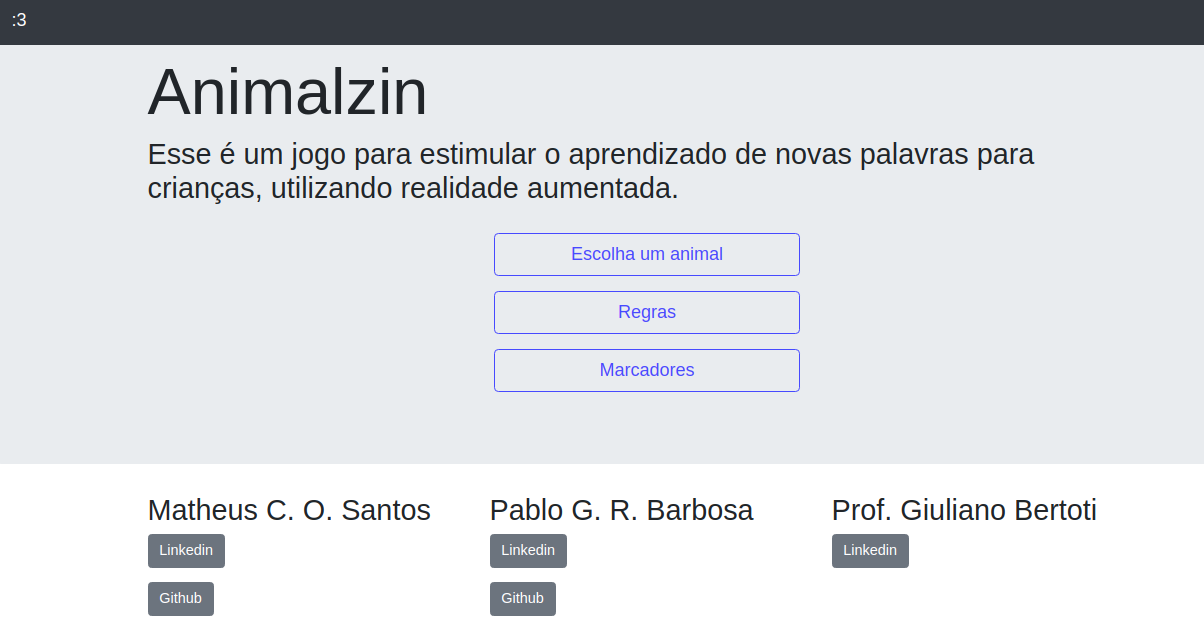 :3
Animalzin
Esse é um jogo para estimular o aprendizado de novas palavras para
crianças, utilizando realidade aumentada.
Escolha um animal
Regras
Marcadores
Matheus C. O. Santos
Linkedin
Github
Pablo G. R. Barbosa
Linkedin
Github
Prof. Giuliano Bertoti
Linkedin